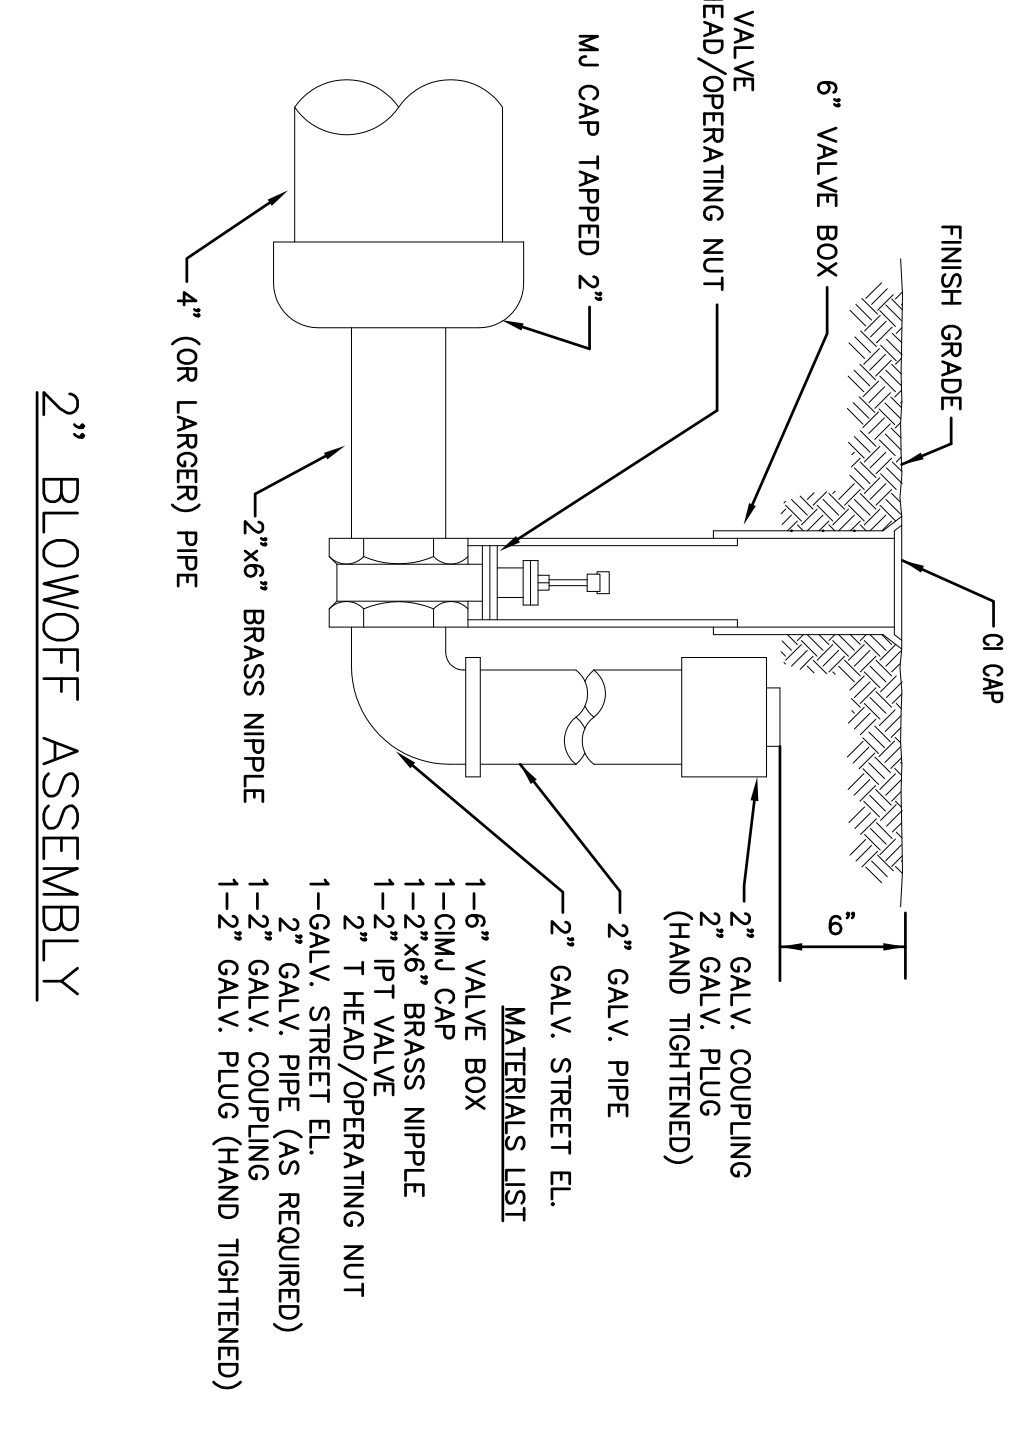 FINISH GRADE
CI CAP
6" VALVE BOX
VALVE
HEAD/OPERATING NUT
MJ CAP TAPPED 2"
4" (OR LARGER) PIPE
2"x6" BRASS NIPPLE
6"
2" GALV. COUPLING
2" GALV. PLUG
(HAND TIGHTENED)
2" GALV. PIPE
2" GALV. STREET EL.
MATERIALS LIST
1-6" VALVE BOX
1-CIMJ CAP
1-2"x6" BRASS NIPPLE
1-2" IPT VALVE
2" T HEAD/OPERATING NUT
1-GALV. STREET EL.
2" GALV. PIPE (AS REQUIRED)
1-2" GALV. COUPLING
1-2" GALV. PLUG (HAND TIGHTENED)
2" BLOWOFF ASSEMBLY